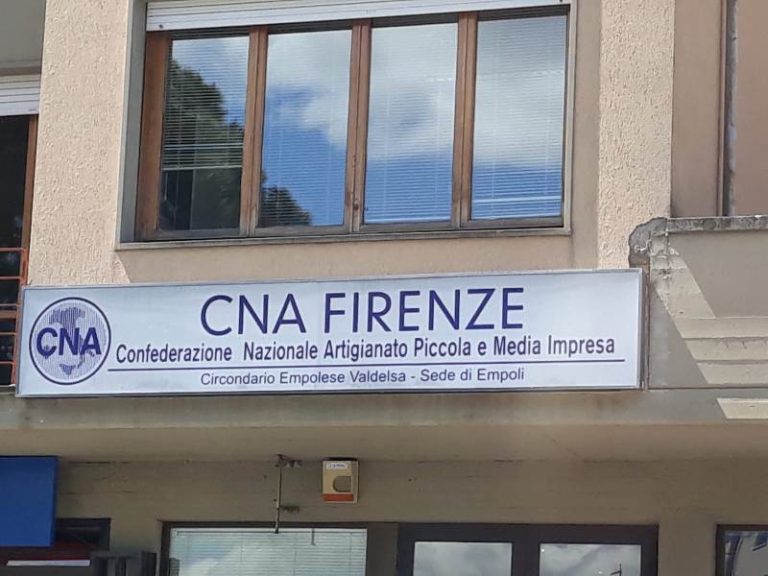 CNA FIRENZE
CNA
Confederazione Nazionale Artigianato Piccola e Media Impresa
Circondario Empolese Valdelsa - Sede di Empoli